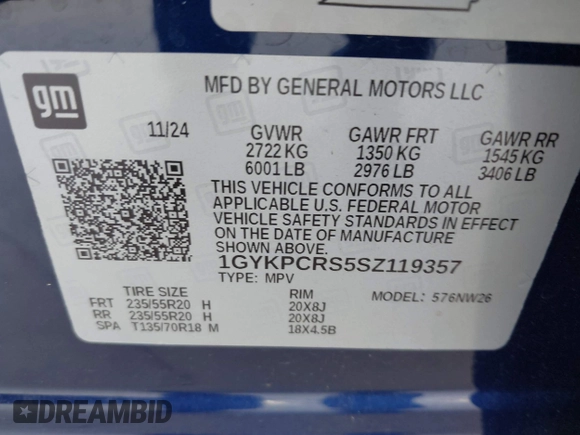 gm
MFD BY GENERAL MOTORS LLC
11/24 GVWR GAWR FRT GAWR RR
2722 KG 1350 KG 1545 KG
6001 LB 2976 LB 3406 LB
THIS VEHICLE CONFORMS TO ALL
APPLICABLE U.S. FEDERAL MOTOR
VEHICLE SAFETY STANDARDS IN EFFECT
ON THE DATE OF MANUFACTURE
SHOWN ABOVE.
1GYKPCRS5SZ119357
TYPE: MPV
TIRE SIZE RIM MODEL: 576NW26
FRT 235/55R20 H 20X8J
RR 235/55R20 H 20X8J
SPA T135/70R18 M 18X4.5B
DREAMBID